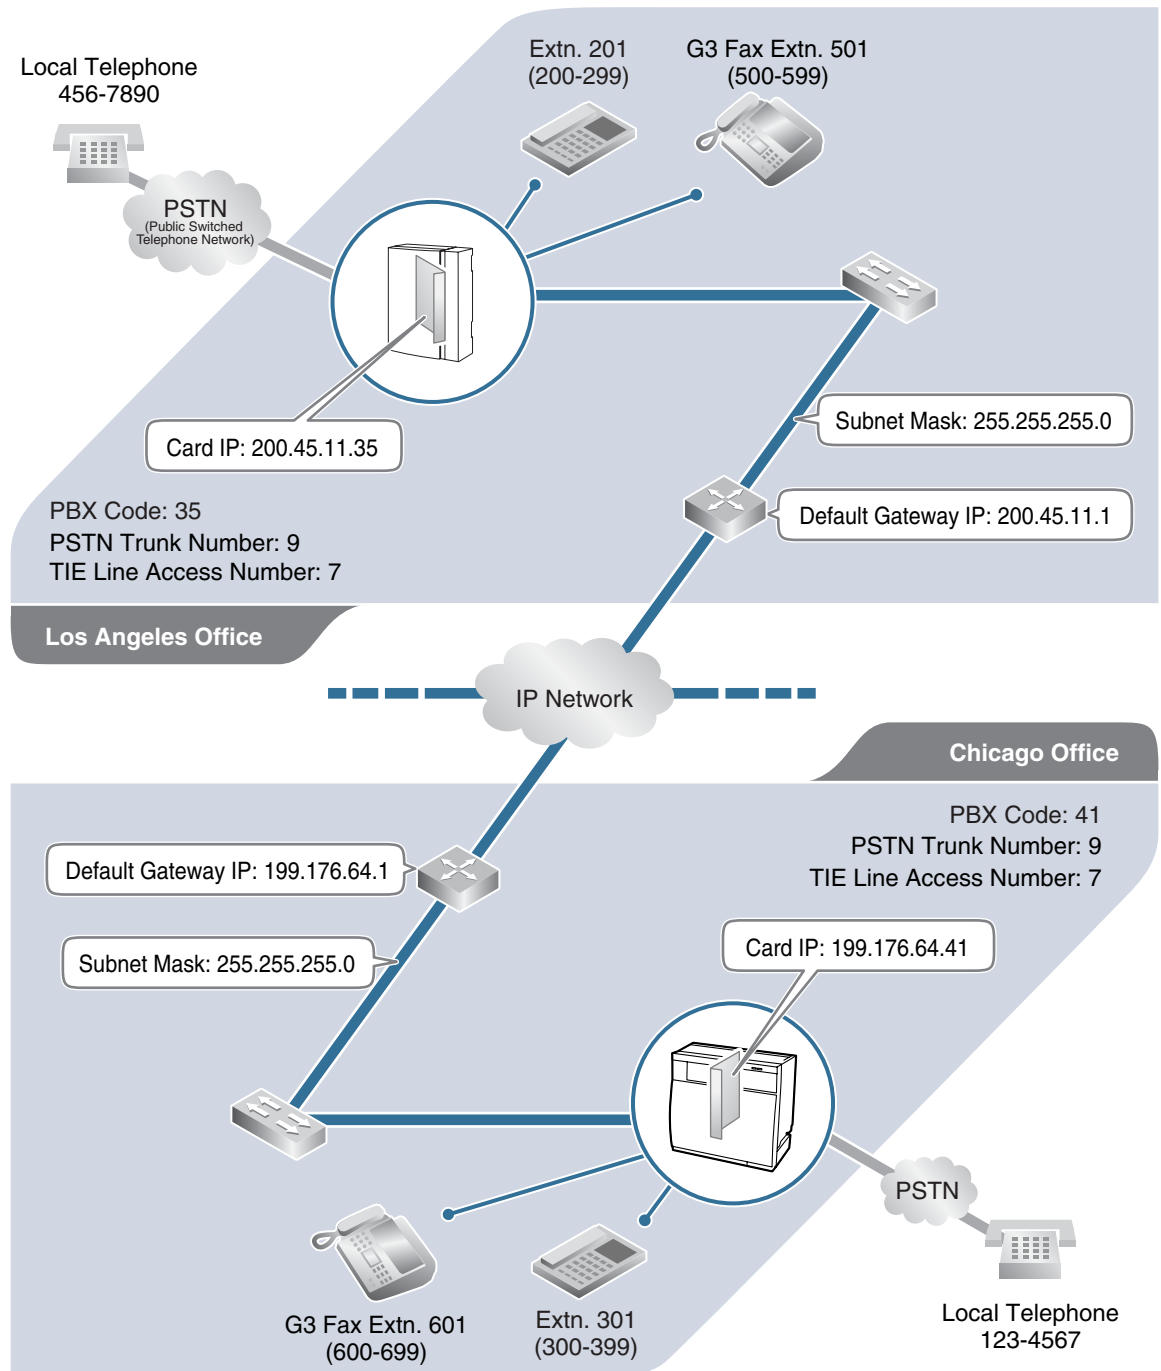 Local Telephone
456-7890
Extn. 201
(200-299)
G3 Fax Extn. 501
(500-599)
PSTN
(Public Switched
Telephone Network)
Card IP: 200.45.11.35
Subnet Mask: 255.255.255.0
Default Gateway IP: 200.45.11.1
PBX Code: 35
PSTN Trunk Number: 9
TIE Line Access Number: 7
Los Angeles Office
IP Network
Chicago Office
PBX Code: 41
PSTN Trunk Number: 9
TIE Line Access Number: 7
Default Gateway IP: 199.176.64.1
Subnet Mask: 255.255.255.0
Card IP: 199.176.64.41
PSTN
G3 Fax Extn. 601
(600-699)
Extn. 301
(300-399)
Local Telephone
123-4567